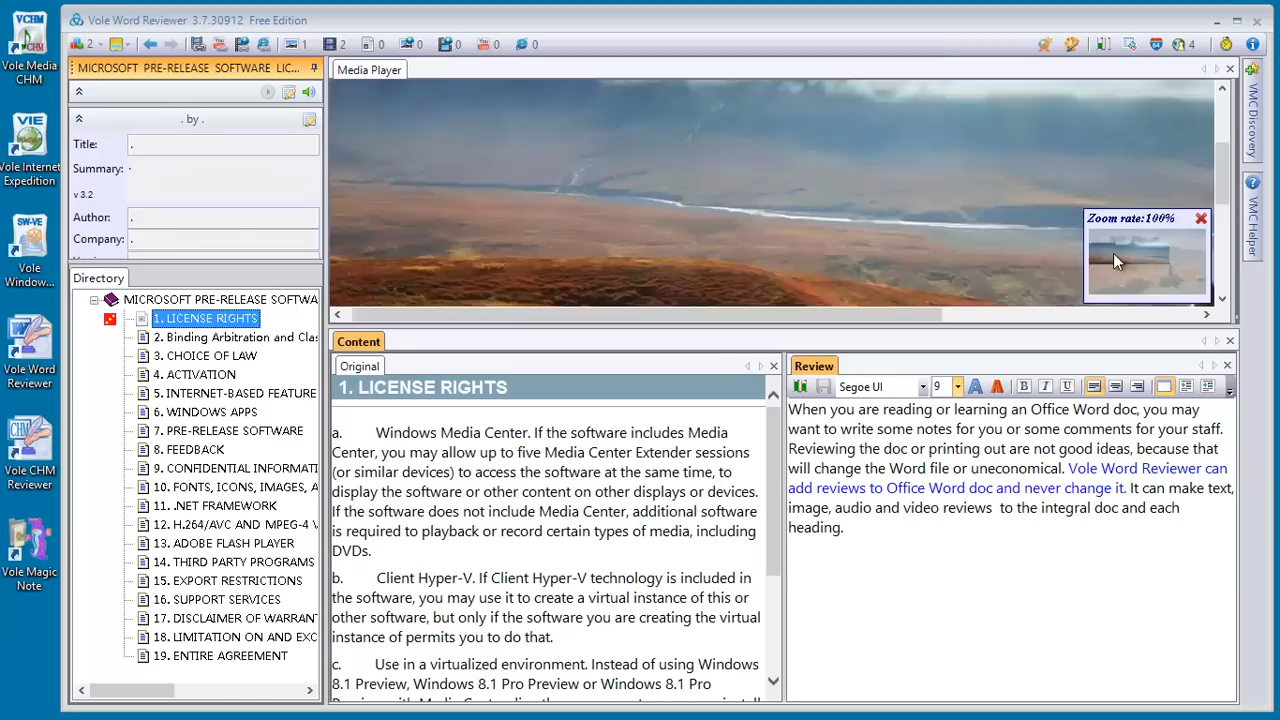 Vole Word Reviewer 3.7.30912 Free Edition
2 1 2 0 0 0 0 0 4
VCHM
CHM
Vole Media
CHM
VIE
Vole Internet
Expedition
SW-VE
Vole
Window...
Vole Word
Reviewer
Vole CHM
Reviewer
Vole Magic
Note
MICROSOFT PRE-RELEASE SOFTWARE LIC...
. by .
Title: .
Summary: .
v 3.2
Author: .
Company: .
Directory
MICROSOFT PRE-RELEASE SOFTWA
1. LICENSE RIGHTS
2. Binding Arbitration and Clas
3. CHOICE OF LAW
4. ACTIVATION
5. INTERNET-BASED FEATURE
6. WINDOWS APPS
7. PRE-RELEASE SOFTWARE
8. FEEDBACK
9. CONFIDENTIAL INFORMATI
10. FONTS, ICONS, IMAGES, A
11. .NET FRAMEWORK
12. H.264/AVC AND MPEG-4 V
13. ADOBE FLASH PLAYER
14. THIRD PARTY PROGRAMS
15. EXPORT RESTRICTIONS
16. SUPPORT SERVICES
17. DISCLAIMER OF WARRAN
18. LIMITATION ON AND EXC
19. ENTIRE AGREEMENT
Media Player
Zoom rate:100%
VMC Discovery
VMC Helper
Content
Original
1. LICENSE RIGHTS
a. Windows Media Center. If the software includes Media
Center, you may allow up to five Media Center Extender sessions
(or similar devices) to access the software at the same time, to
display the software or other content on other displays or devices.
If the software does not include Media Center, additional software
is required to playback or record certain types of media, including
DVDs.
b. Client Hyper-V. If Client Hyper-V technology is included in
the software, you may use it to create a virtual instance of this or
other software, but only if the software you are creating the virtual
instance of permits you to do that.
c. Use in a virtualized environment. Instead of using Windows
8.1 Preview, Windows 8.1 Pro Preview or Windows 8.1 Pro
Review
Segoe UI 9 A A B I U
When you are reading or learning an Office Word doc, you may
want to write some notes for you or some comments for your staff.
Reviewing the doc or printing out are not good ideas, because that
will change the Word file or uneconomical. Vole Word Reviewer can
add reviews to Office Word doc and never change it. It can make text,
image, audio and video reviews to the integral doc and each
heading.